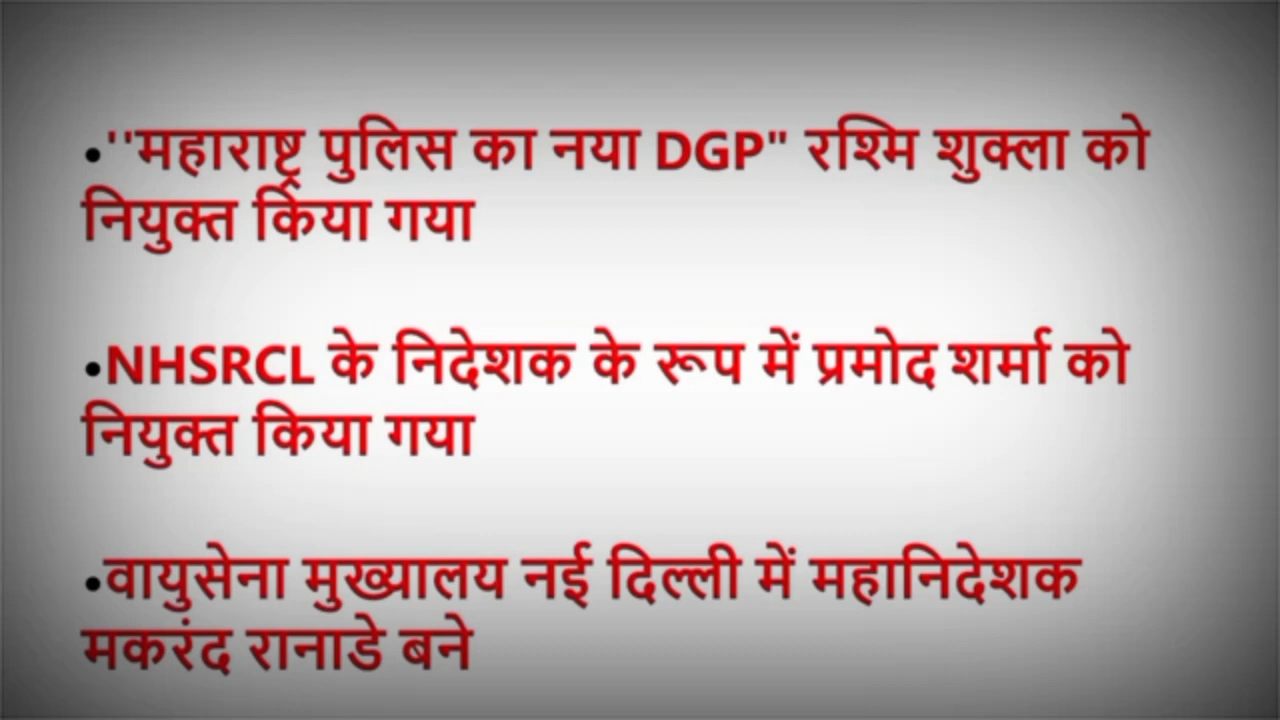 •''महाराष्ट्र पुलिस का नया DGP" रश्मि शुक्ला को
नियुक्त किया गया
•NHSRCL के निदेशक के रूप में प्रमोद शर्मा को
नियुक्त किया गया
•वायुसेना मुख्यालय नई दिल्ली में महानिदेशक
मकरंद रानाडे बने